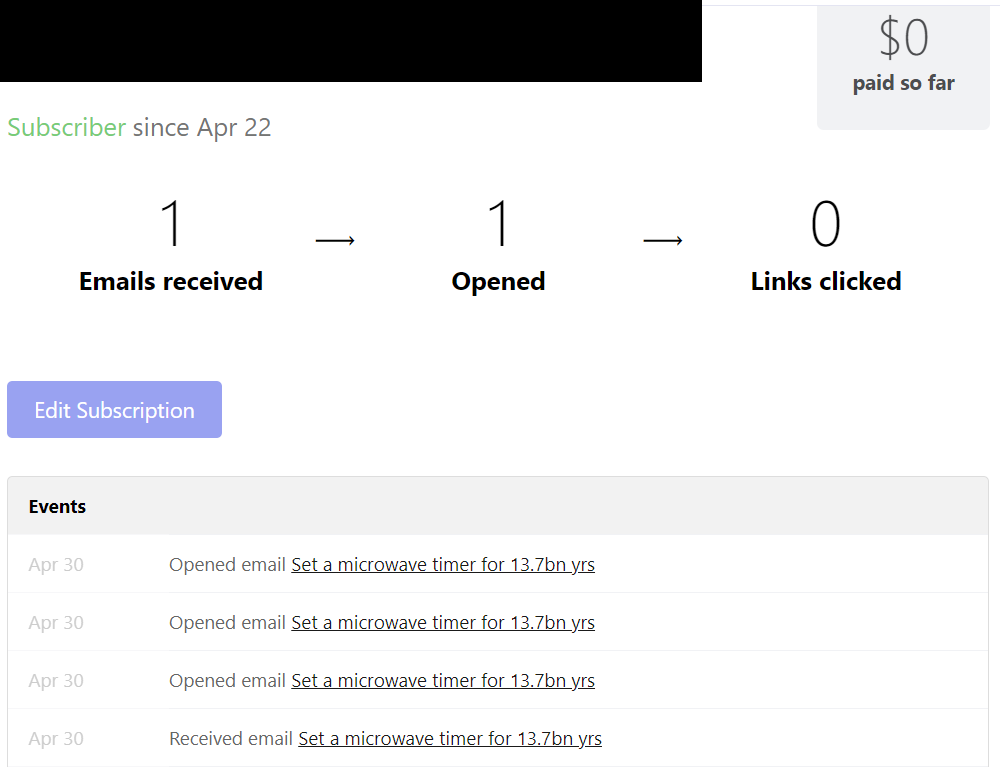 $0
paid so far
Subscriber since Apr 22
1 → 1 → 0
Emails received Opened Links clicked
Edit Subscription
Events
Apr 30 Opened email Set a microwave timer for 13.7bn yrs
Apr 30 Opened email Set a microwave timer for 13.7bn yrs
Apr 30 Opened email Set a microwave timer for 13.7bn yrs
Apr 30 Received email Set a microwave timer for 13.7bn yrs